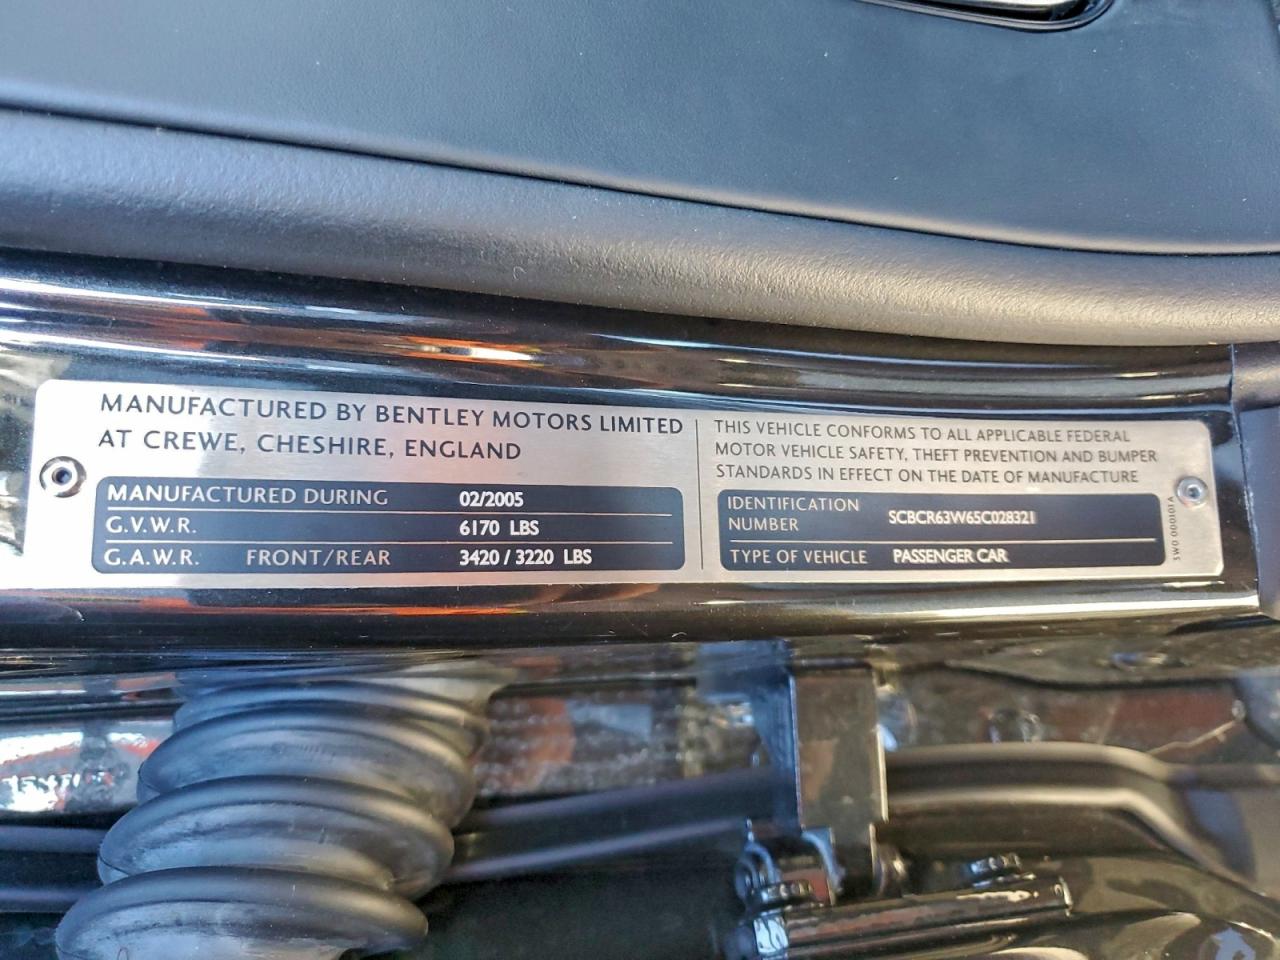 MANUFACTURED BY BENTLEY MOTORS LIMITED
AT CREWE, CHESHIRE, ENGLAND
MANUFACTURED DURING 02/2005
G.V.W.R. 6170 LBS
G.A.W.R. FRONT/REAR 3420 / 3220 LBS
THIS VEHICLE CONFORMS TO ALL APPLICABLE FEDERAL
MOTOR VEHICLE SAFETY, THEFT PREVENTION AND BUMPER
STANDARDS IN EFFECT ON THE DATE OF MANUFACTURE
IDENTIFICATION
NUMBER SCBCR63W65C028321
TYPE OF VEHICLE PASSENGER CAR
3W0 000101A